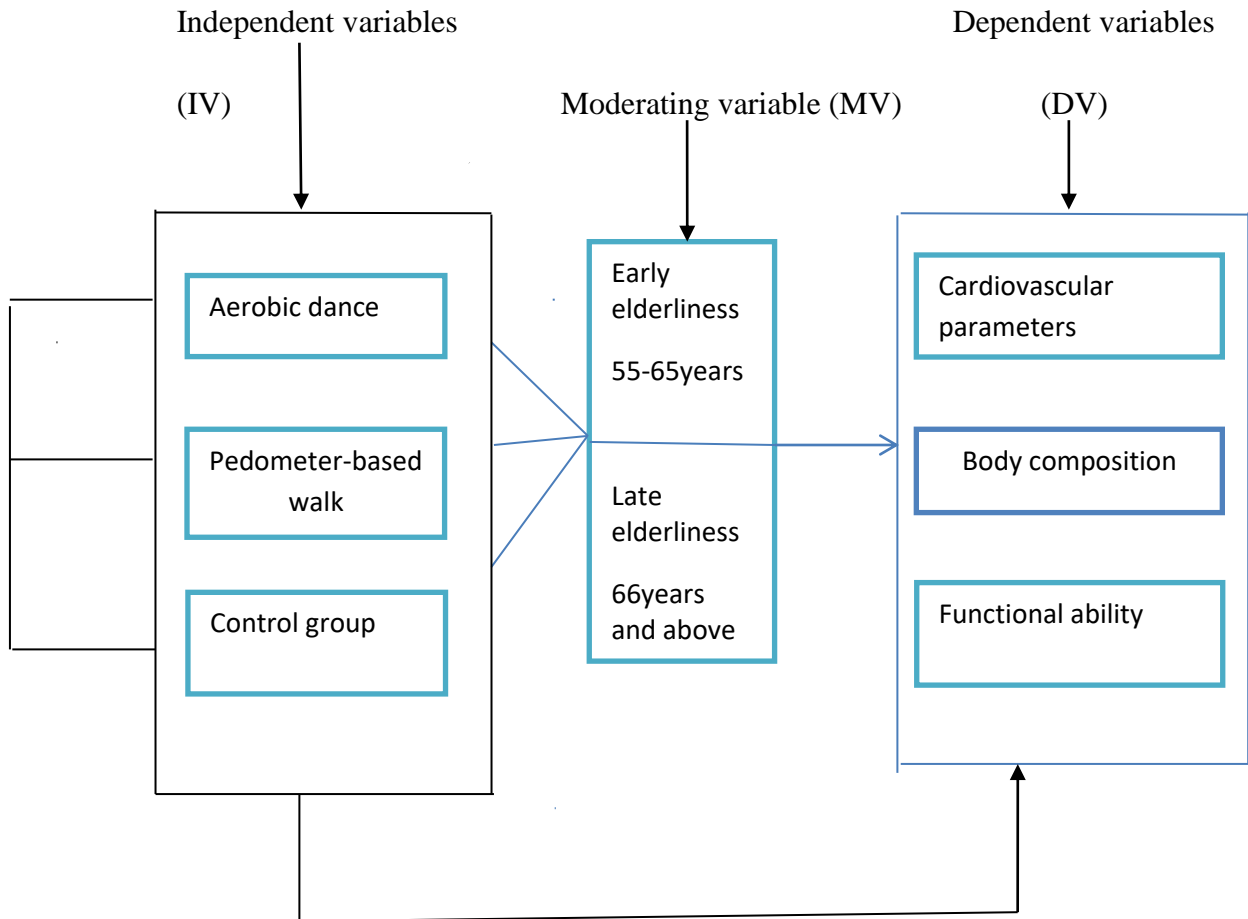 Independent variables
(IV)
Moderating variable (MV)
Dependent variables
(DV)
Aerobic dance
Pedometer-based
walk
Control group
Early
elderliness
55-65years
Late
elderliness
66years
and above
Cardiovascular
parameters
Body composition
Functional ability